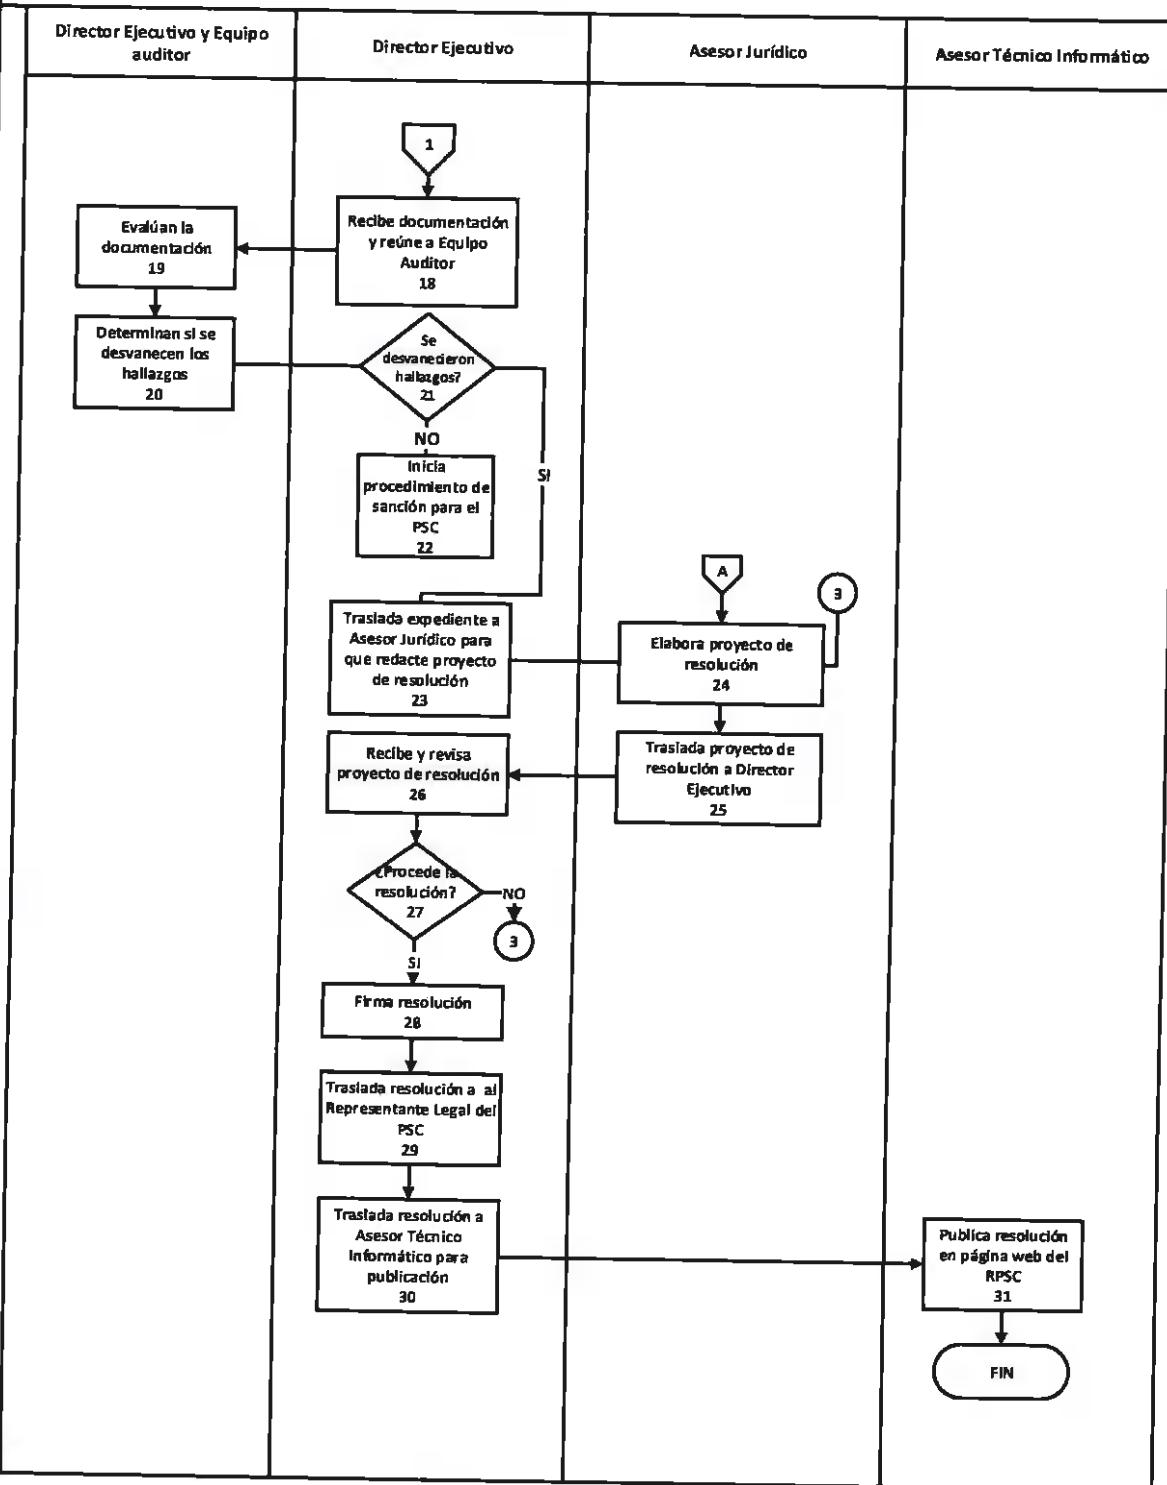 Director Ejecutivo y Equipo
auditor
Director Ejecutivo
Asesor Jurídico
Asesor Técnico Informático
1
Recibe documentación
y reúne a Equipo
Auditor
18
Evalúan la
documentación
19
Determinan si se
desvanecen los
hallazgos
20
Se
desvanecieron
hallazgos?
21
NO
SI
Inicia
procedimiento de
sanción para el
PSC
22
A
3
Traslada expediente a
Asesor Jurídico para
que redacte proyecto
de resolución
23
Elabora proyecto de
resolución
24
Traslada proyecto de
resolución a Director
Ejecutivo
25
Recibe y revisa
proyecto de resolución
26
¿Procede la
resolución?
27
NO
3
SI
Firma resolución
28
Traslada resolución a al
Representante Legal del
PSC
29
Traslada resolución a
Asesor Técnico
Informático para
publicación
30
Publica resolución
en página web del
RPSC
31
FIN